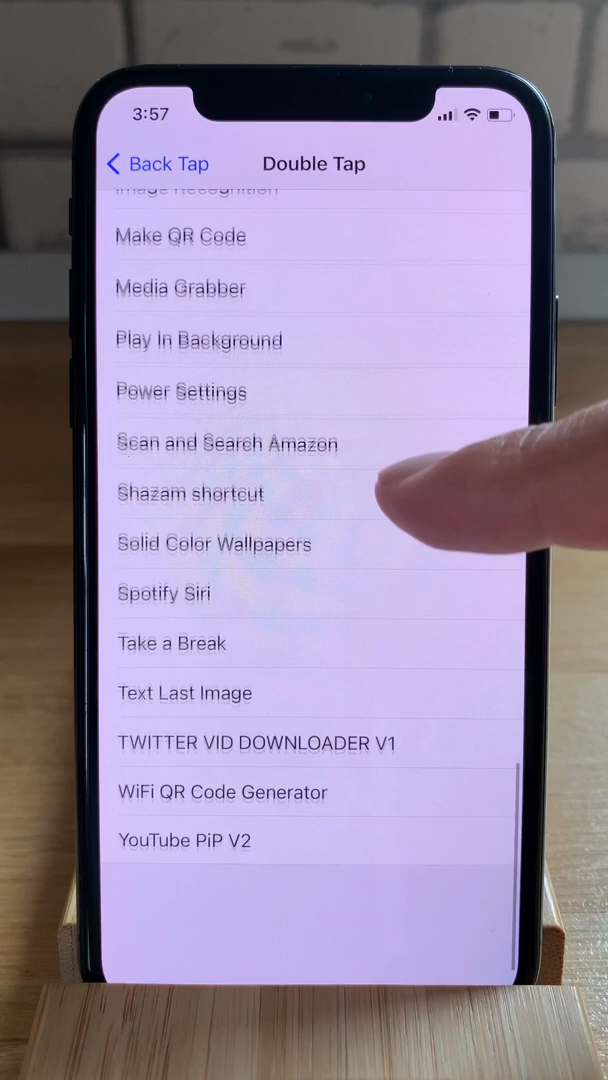 3:57
Back Tap
Double Tap
Image Recognition
Make QR Code
Media Grabber
Play In Background
Power Settings
Scan and Search Amazon
Shazam shortcut
Solid Color Wallpapers
Spotify Siri
Take a Break
Text Last Image
TWITTER VID DOWNLOADER V1
WiFi QR Code Generator
YouTube PiP V2